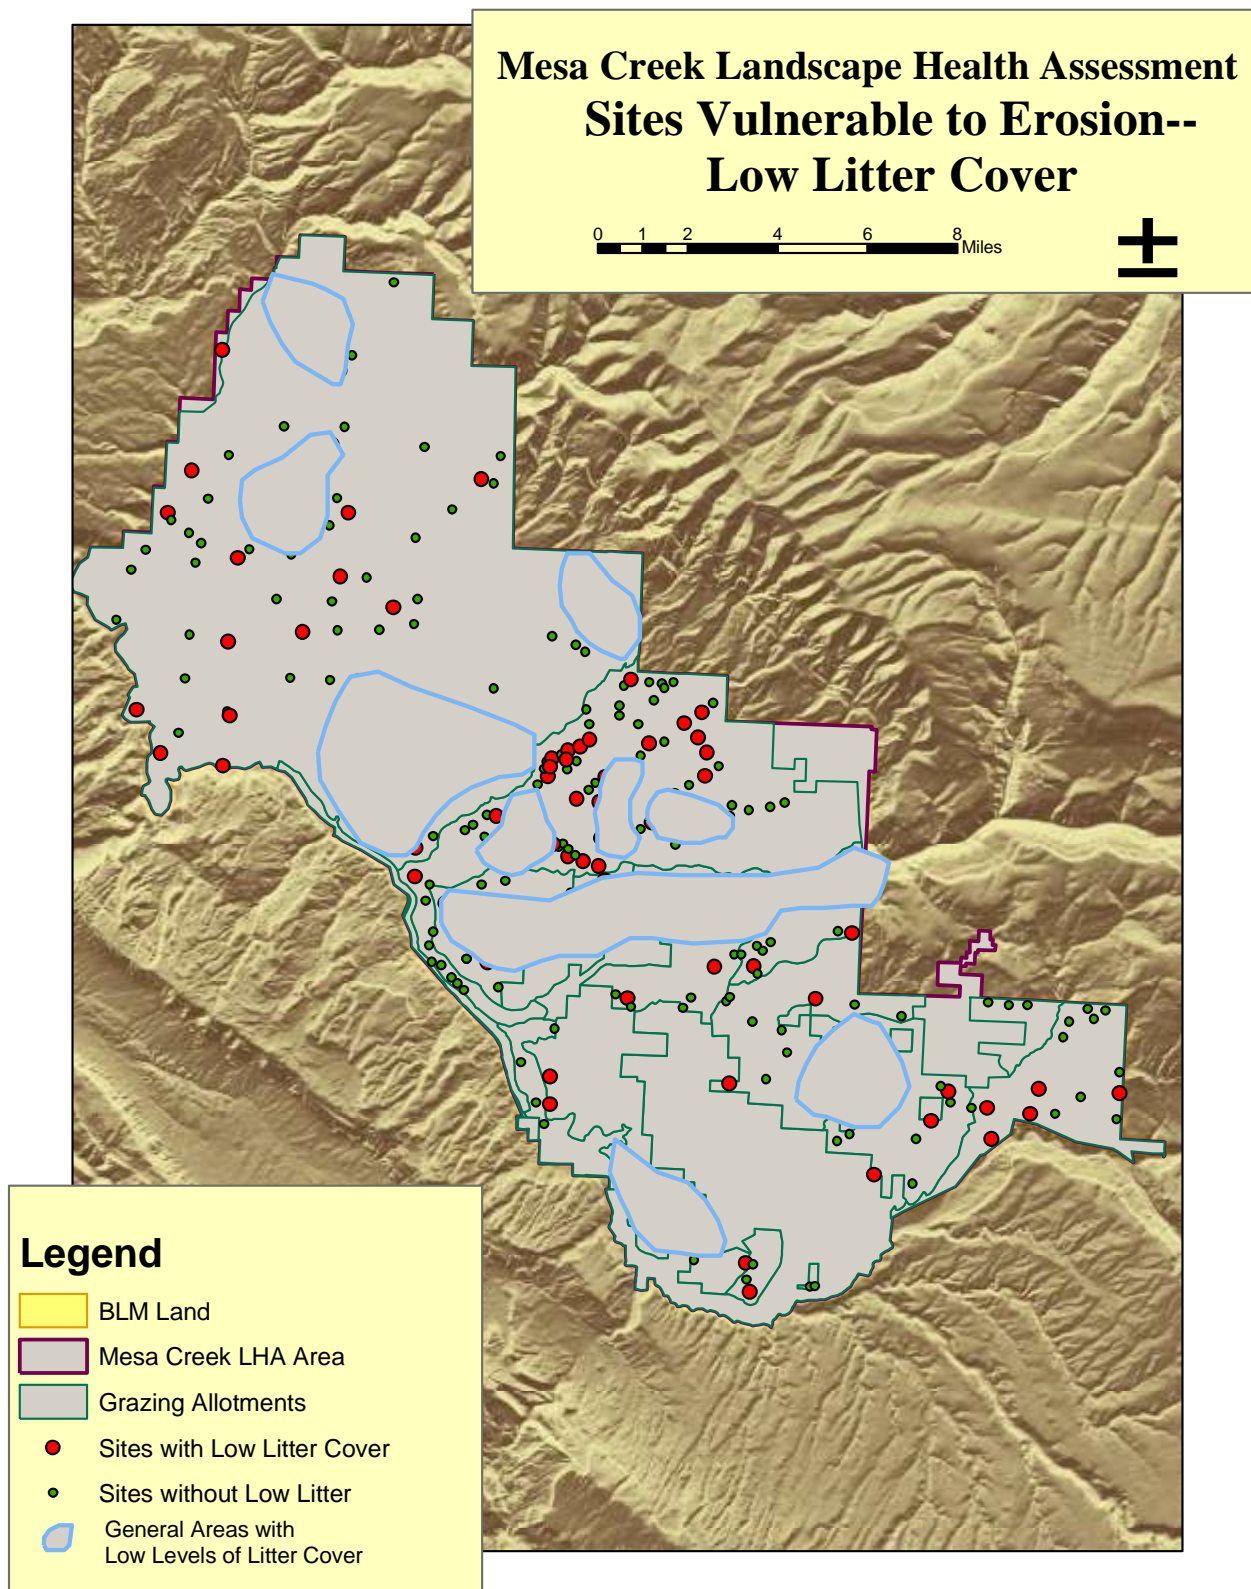 Mesa Creek Landscape Health Assessment
Sites Vulnerable to Erosion--
Low Litter Cover
0 1 2 4 6 8
Miles
Legend
BLM Land
Mesa Creek LHA Area
Grazing Allotments
Sites with Low Litter Cover
Sites without Low Litter
General Areas with
Low Levels of Litter Cover